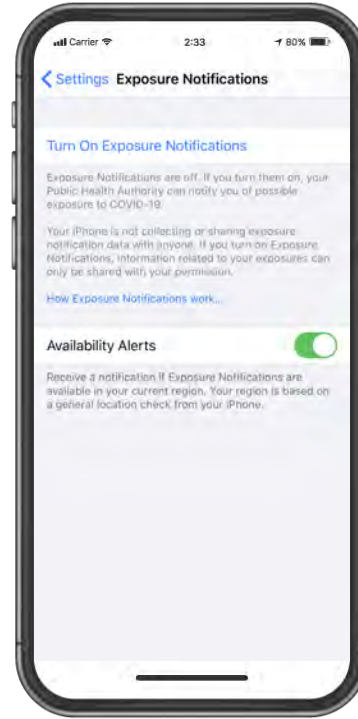 Carrier 2:33 80%
Settings Exposure Notifications
Turn On Exposure Notifications
Exposure Notifications are off. If you turn them on, your
Public Health Authority can notify you of possible
exposure to COVID-19.
Your iPhone is not collecting or sharing exposure
notification data with anyone. If you turn on Exposure
Notifications, information related to your exposures can
only be shared with your permission.
How Exposure Notifications work...
Availability Alerts
Receive a notification if Exposure Notifications are
available in your current region. Your region is based on
a general location check from your iPhone.